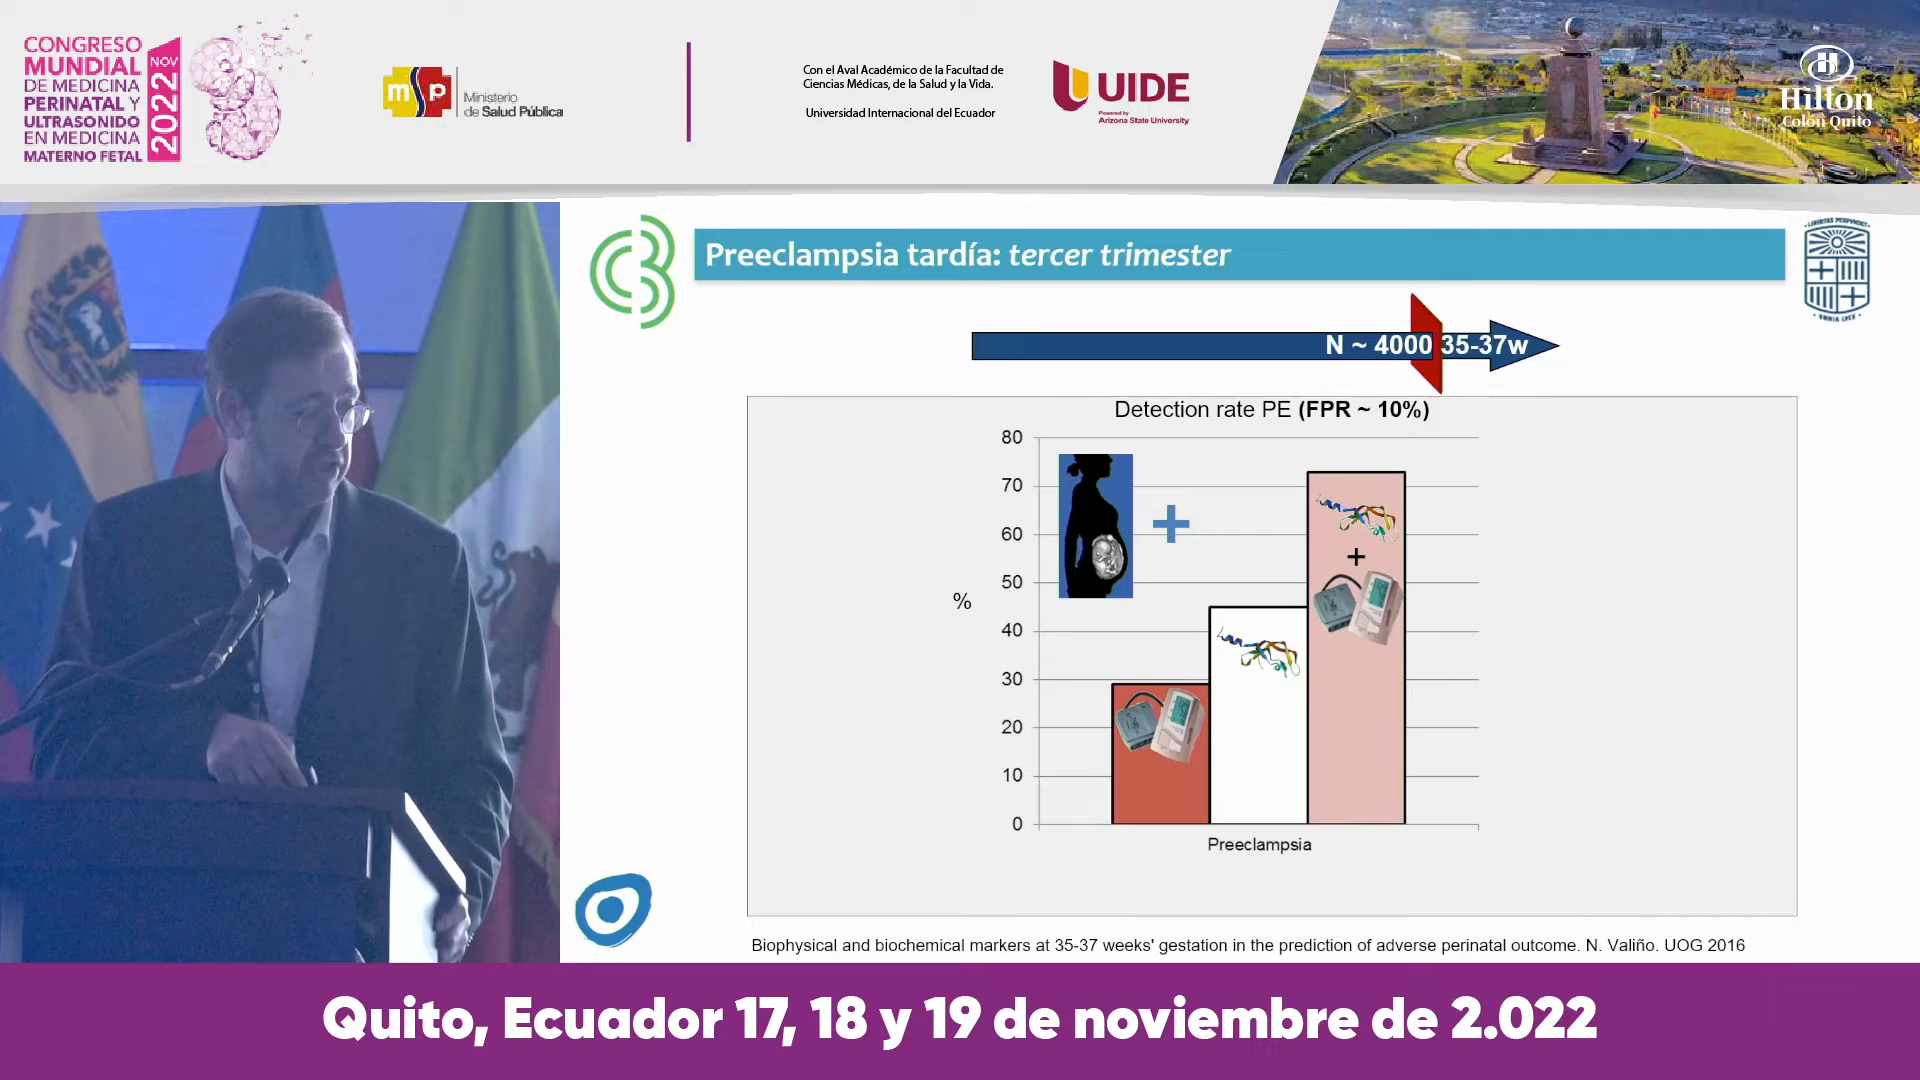 CONGRESO
MUNDIAL
DE MEDICINA
PERINATAL Y
ULTRASONIDO
EN MEDICINA
MATERNO FETAL
NOV
2022
msp
Ministerio
de Salud Pública
Con el Aval Académico de la Facultad de
Ciencias Médicas, de la Salud y la Vida.
Universidad Internacional del Ecuador
UIDE
Powered by
Arizona State University
Hilton
Colón Quito
Preeclampsia tardía: tercer trimester
N ~ 4000 35-37w
Detection rate PE (FPR ~ 10%)
80
70
60
50
40
30
20
10
0
%
+
+
Preeclampsia
Biophysical and biochemical markers at 35-37 weeks' gestation in the prediction of adverse perinatal outcome. N. Valiño. UOG 2016
Quito, Ecuador 17, 18 y 19 de noviembre de 2.022